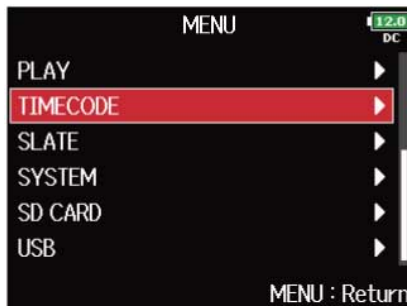 MENU
12.0
DC
PLAY
TIMECODE
SLATE
SYSTEM
SD CARD
USB
MENU : Return